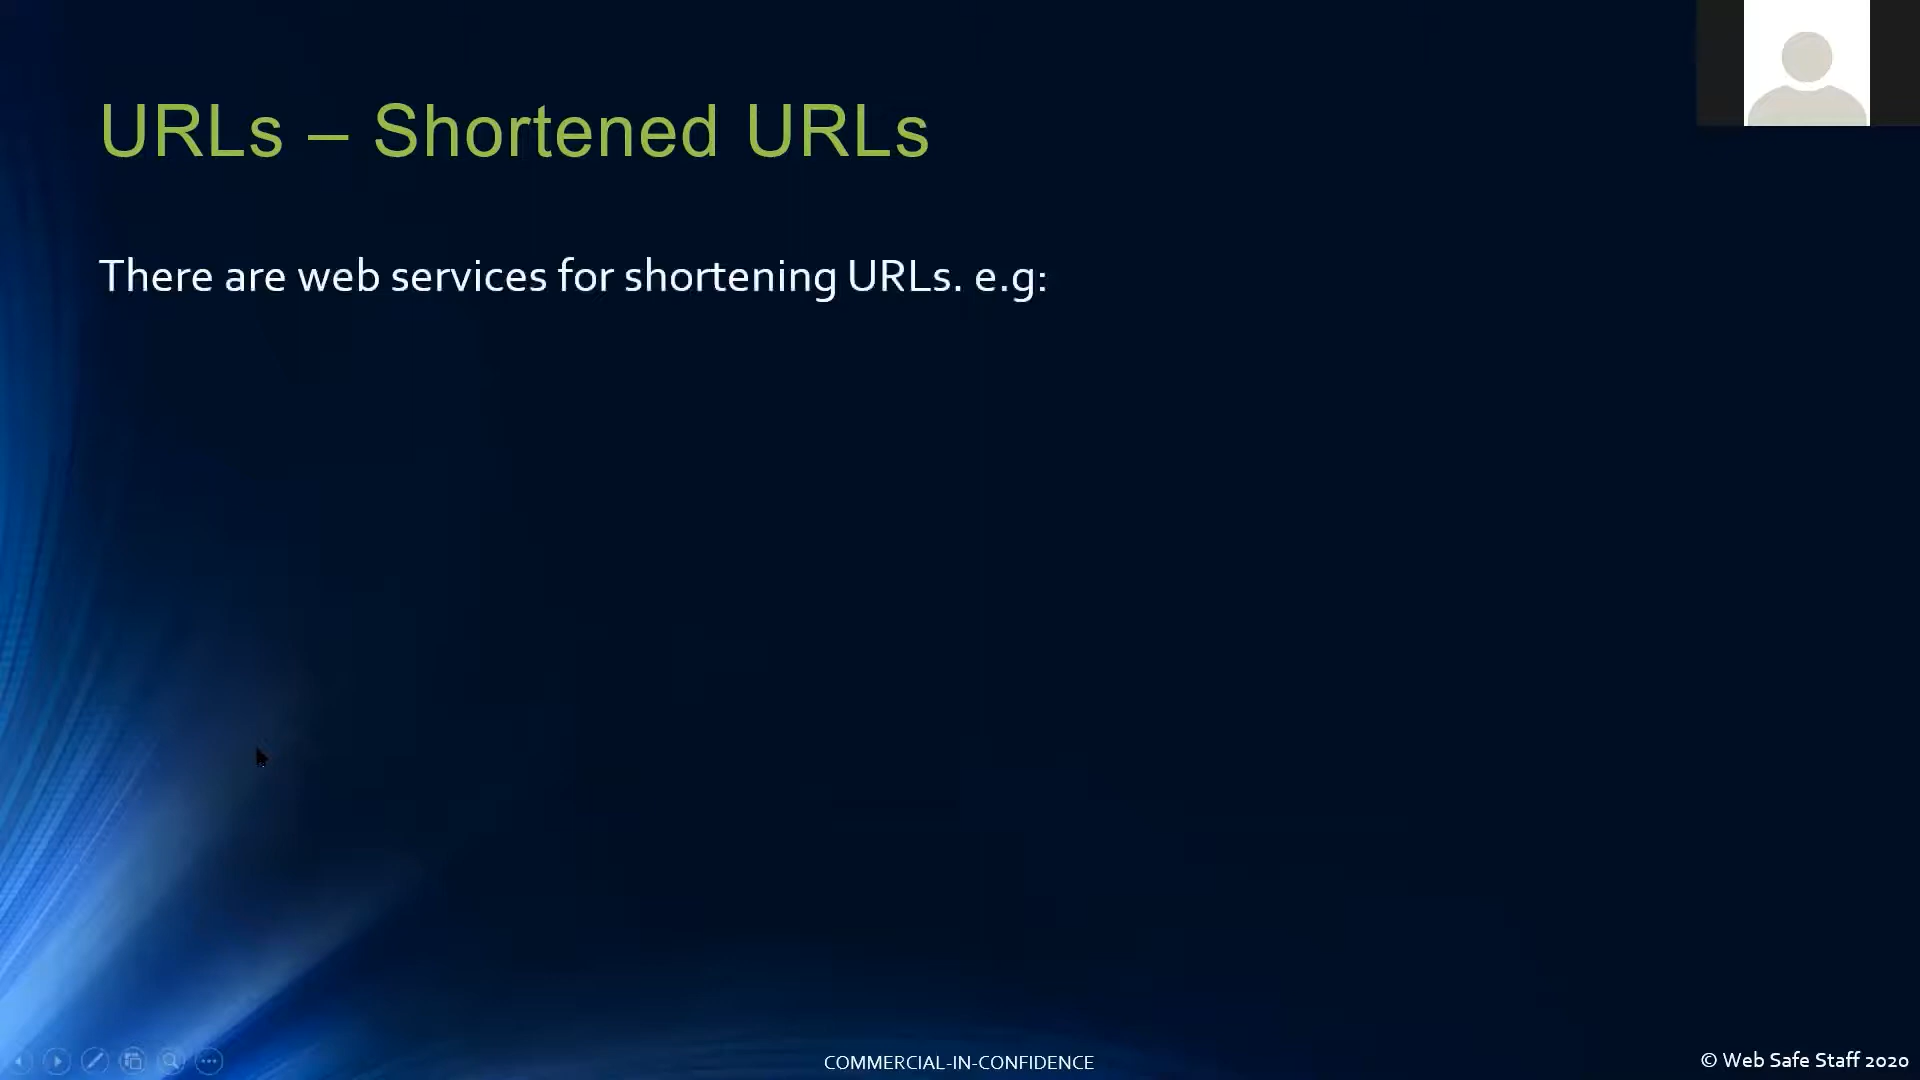 URLs – Shortened URLs
There are web services for shortening URLs. e.g:
COMMERCIAL-IN-CONFIDENCE
© Web Safe Staff 2020